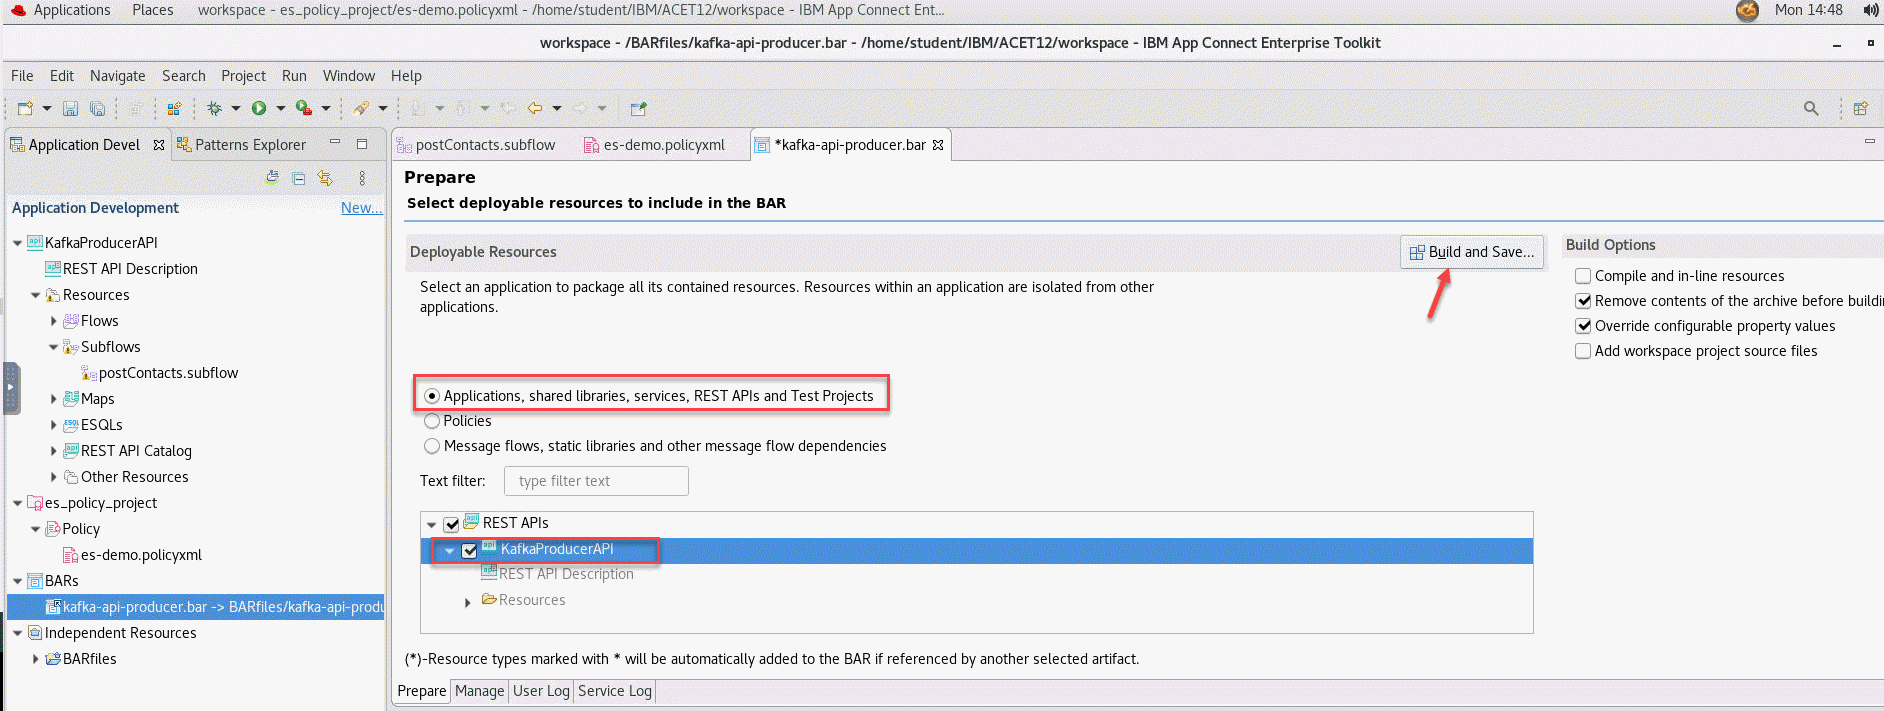 Applications Places workspace - es_policy_project/es-demo.policyxml - /home/student/IBM/ACET12/workspace - IBM App Connect Ent... Mon 14:48
workspace - /BARfiles/kafka-api-producer.bar - /home/student/IBM/ACET12/workspace - IBM App Connect Enterprise Toolkit
File Edit Navigate Search Project Run Window Help
Application Devel Patterns Explorer
Application Development New...
KafkaProducerAPI
REST API Description
Resources
Flows
Subflows
postContacts.subflow
Maps
ESQLs
REST API Catalog
Other Resources
es_policy_project
Policy
es-demo.policyxml
BARs
kafka-api-producer.bar -> BARfiles/kafka-api-produ
Independent Resources
BARfiles
postContacts.subflow es-demo.policyxml *kafka-api-producer.bar
Prepare
Select deployable resources to include in the BAR
Deployable Resources Build and Save...
Select an application to package all its contained resources. Resources within an application are isolated from other
applications.
Applications, shared libraries, services, REST APIs and Test Projects
Policies
Message flows, static libraries and other message flow dependencies
Text filter: type filter text
REST APIs
KafkaProducerAPI
REST API Description
Resources
(*)-Resource types marked with * will be automatically added to the BAR if referenced by another selected artifact.
Prepare Manage User Log Service Log
Build Options
Compile and in-line resources
Remove contents of the archive before buildi
Override configurable property values
Add workspace project source files